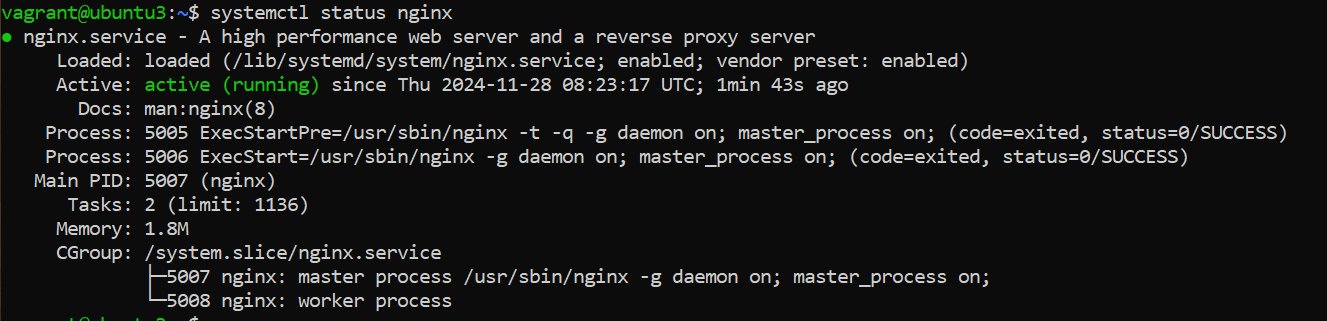 vagrant@ubuntu3:~$ systemctl status nginx
● nginx.service - A high performance web server and a reverse proxy server
Loaded: loaded (/lib/systemd/system/nginx.service; enabled; vendor preset: enabled)
Active: active (running) since Thu 2024-11-28 08:23:17 UTC; 1min 43s ago
Docs: man:nginx(8)
Process: 5005 ExecStartPre=/usr/sbin/nginx -t -q -g daemon on; master_process on; (code=exited, status=0/SUCCESS)
Process: 5006 ExecStart=/usr/sbin/nginx -g daemon on; master_process on; (code=exited, status=0/SUCCESS)
Main PID: 5007 (nginx)
Tasks: 2 (limit: 1136)
Memory: 1.8M
CGroup: /system.slice/nginx.service
├─5007 nginx: master process /usr/sbin/nginx -g daemon on; master_process on;
└─5008 nginx: worker process